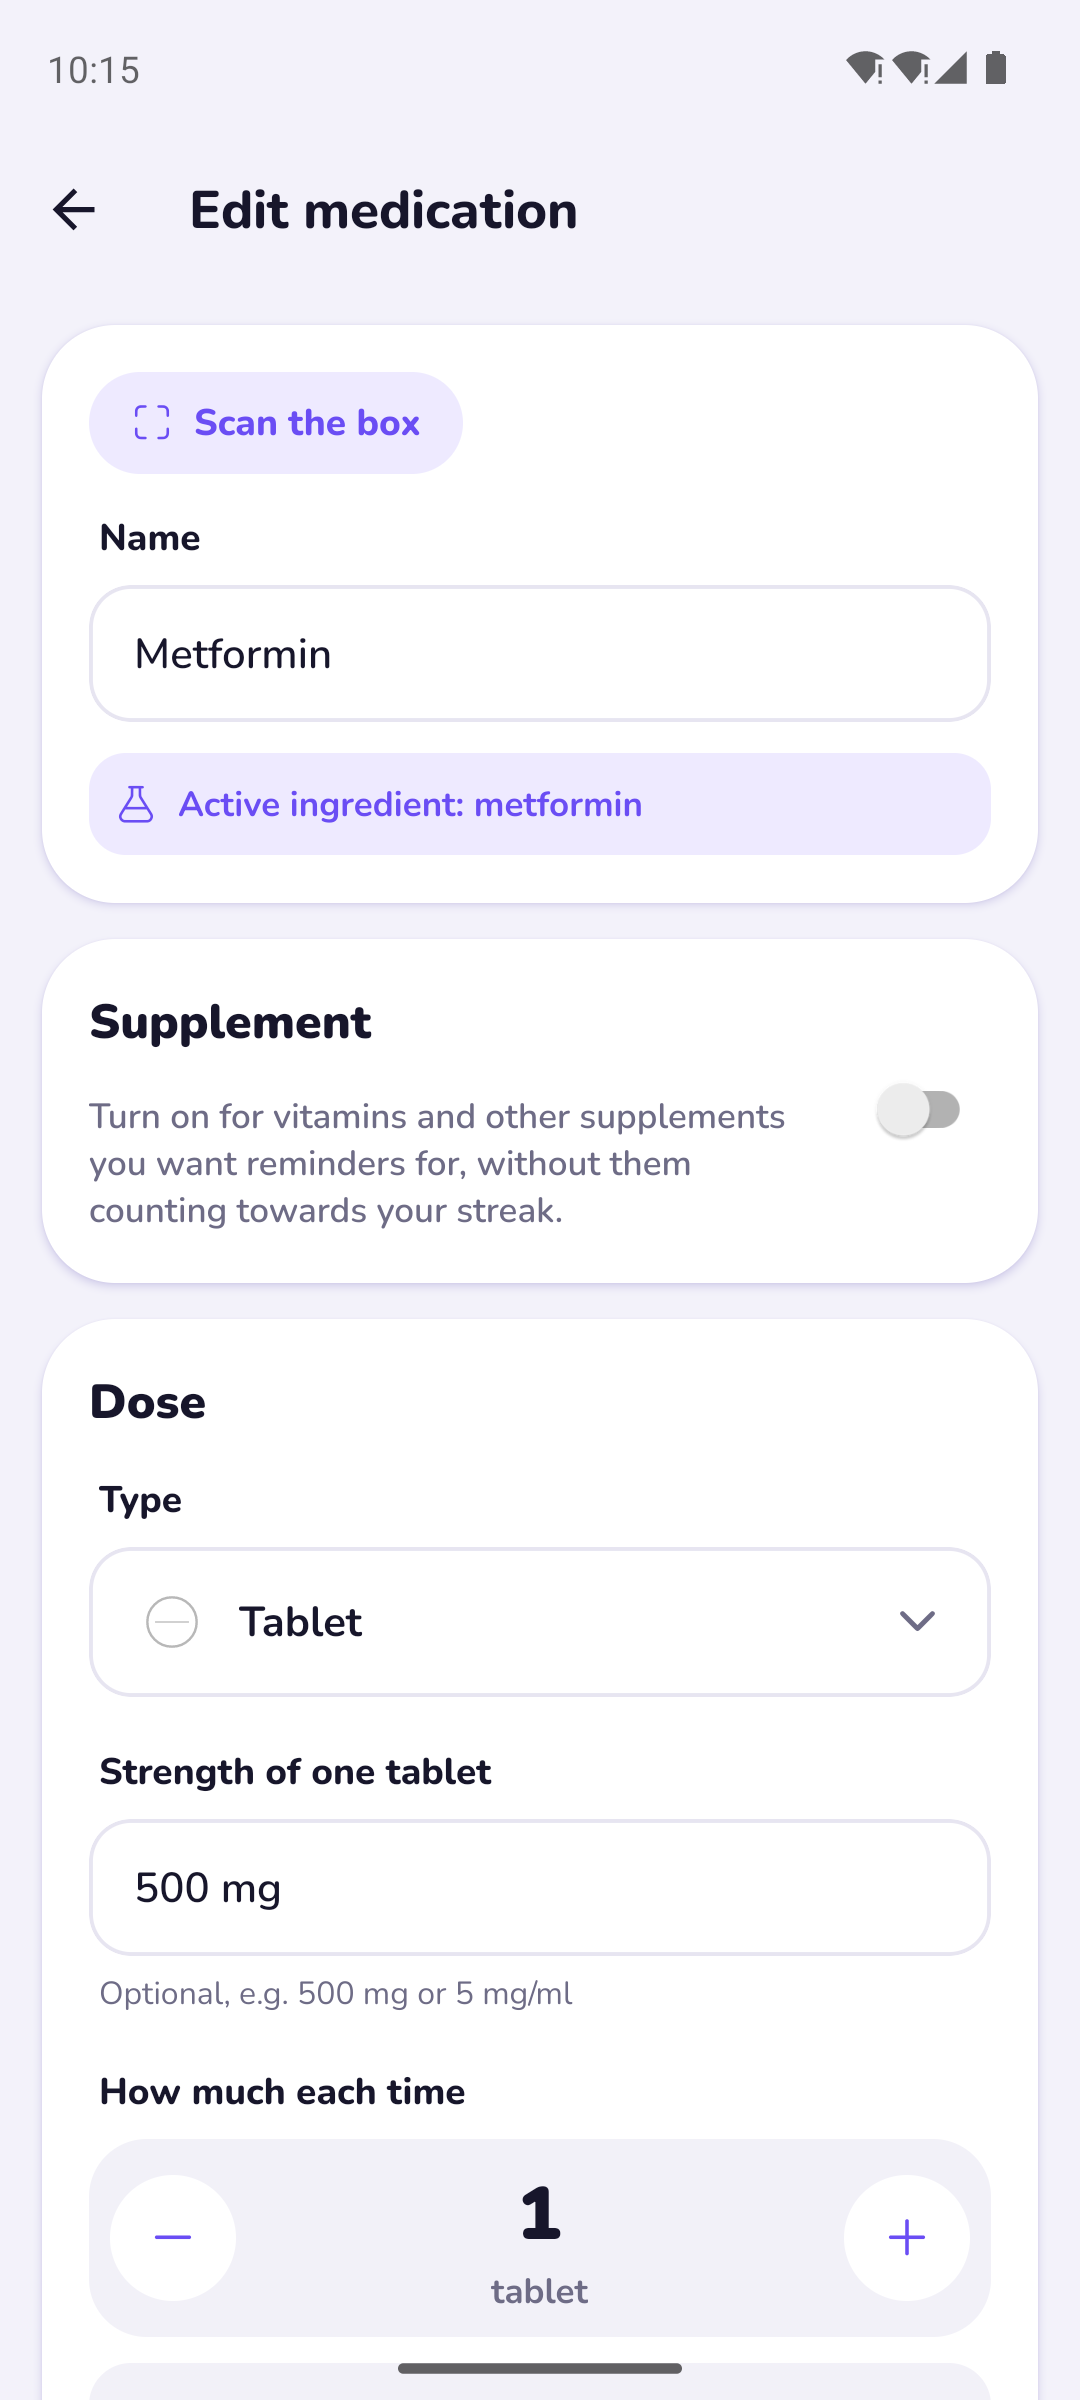 10:15
Edit medication
Scan the box
Name
Metformin
Active ingredient: metformin
Supplement
Turn on for vitamins and other supplements
you want reminders for, without them
counting towards your streak.
Dose
Type
Tablet
Strength of one tablet
500 mg
Optional, e.g. 500 mg or 5 mg/ml
How much each time
1
tablet